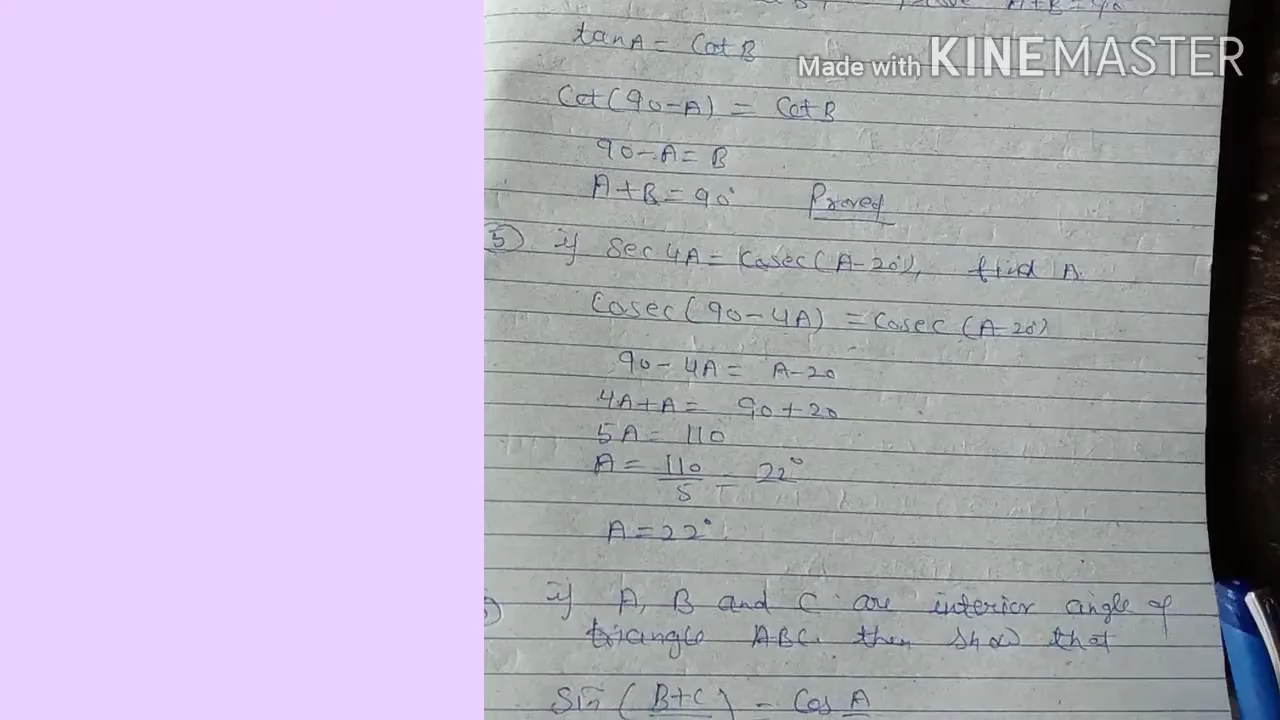 A+B=90
tanA = Cot B
Made with KINEMASTER
Cot(90-A) = Cot B
90-A = B
A+B = 90° Proved
5) if Sec 4A = Cosec(A-20°), find A.
Cosec(90-4A) = Cosec (A-20°)
90-4A = A-20
4A+A = 90+20
5A = 110
A = 110/5 = 22°
A = 22°
if A, B and C are interior angle of
triangle ABC. then show that
Sin (B+C) = Cos A